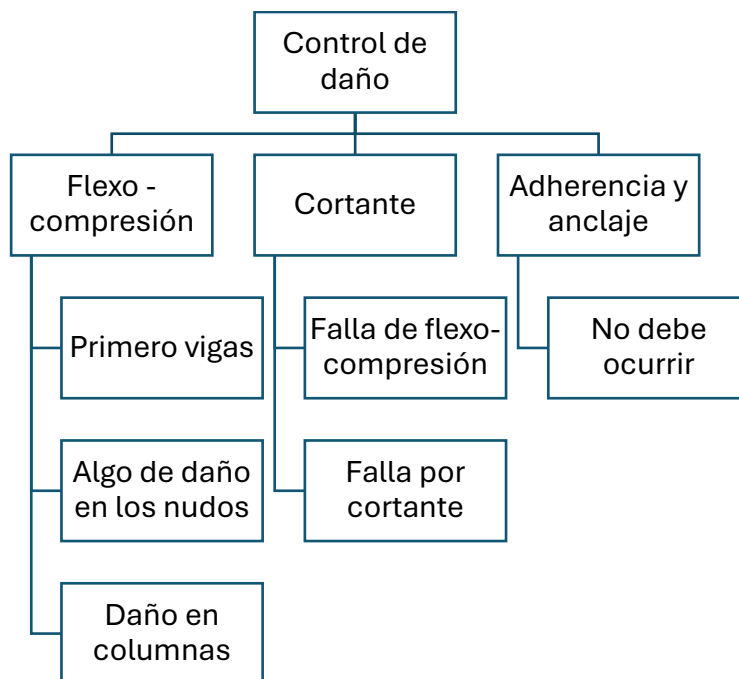 Control de
daño
Flexo -
compresión
Cortante
Adherencia y
anclaje
Primero vigas
Algo de daño
en los nudos
Daño en
columnas
Falla de flexo-
compresión
Falla por
cortante
No debe
ocurrir